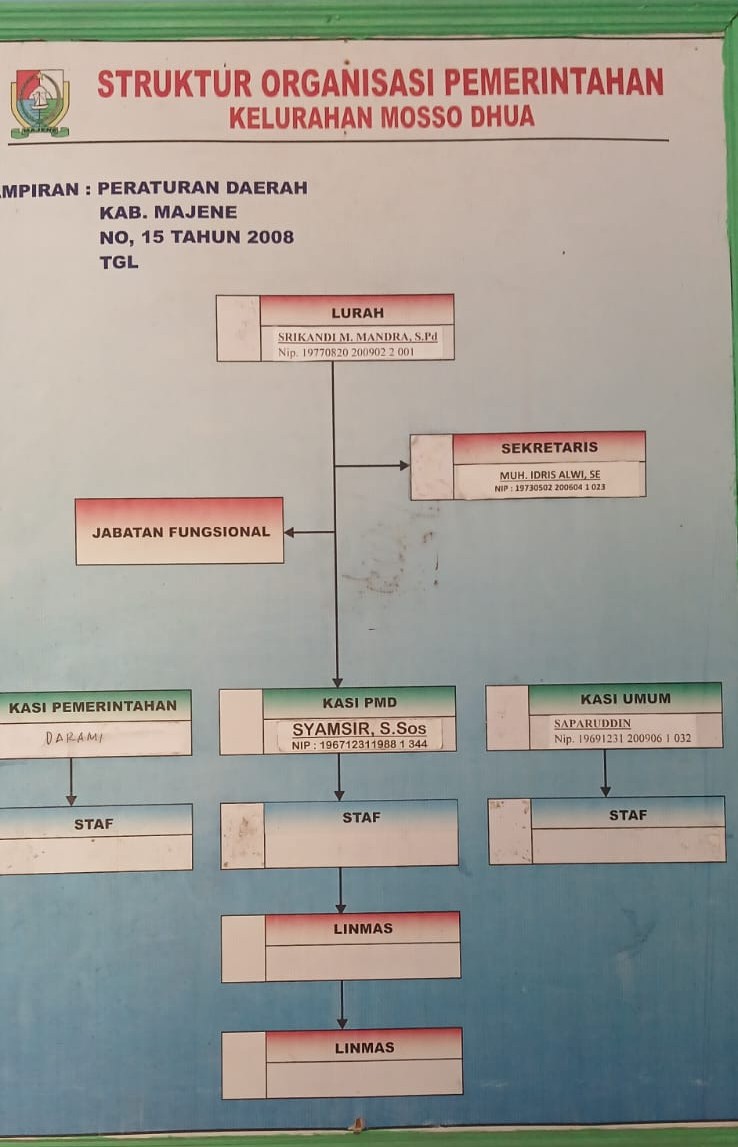 STRUKTUR ORGANISASI PEMERINTAHAN
KELURAHAN MOSSO DHUA
MAJENE
MPIRAN : PERATURAN DAERAH
KAB. MAJENE
NO, 15 TAHUN 2008
TGL
LURAH
SRIKANDI M. MANDRA, S.Pd
Nip. 19770820 200902 2 001
SEKRETARIS
MUH. IDRIS ALWI, SE
NIP : 19730502 200604 1 023
JABATAN FUNGSIONAL
KASI PEMERINTAHAN
DARAMI
KASI PMD
SYAMSIR, S.Sos
NIP : 196712311988 1 344
KASI UMUM
SAPARUDDIN
Nip. 19691231 200906 1 032
STAF
STAF
STAF
LINMAS
LINMAS